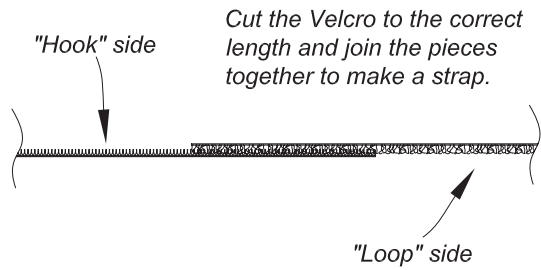 Cut the Velcro to the correct
length and join the pieces
together to make a strap.
"Hook" side
"Loop" side